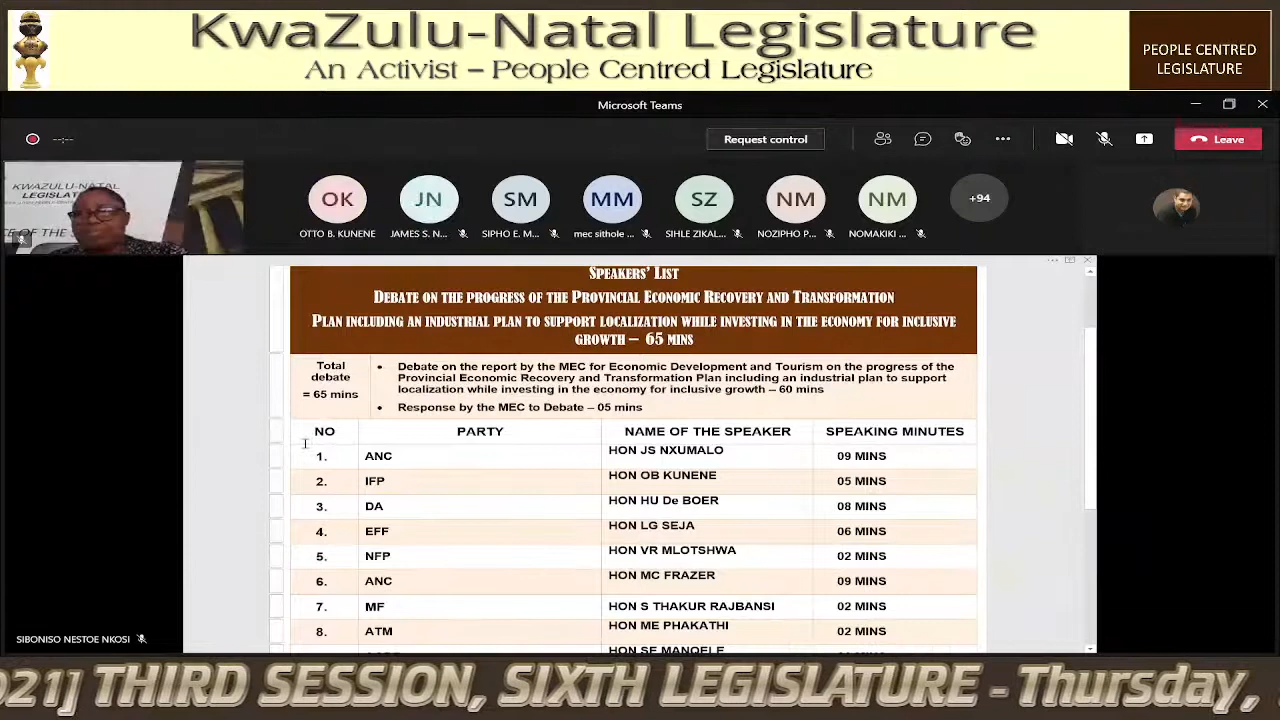 KwaZulu-Natal Legislature
An Activist – People Centred Legislature
PEOPLE CENTRED
LEGISLATURE
Microsoft Teams
--:--
Request control
Leave
KWAZULU-NATAL
OK
JN
SM
MM
SZ
NM
NM
+94
OTTO B. KUNENE
JAMES S. N...
SIPHO E. M...
mec sithole ...
SIHLE ZIKAL...
NOZIPHO P...
NOMAKIKI ...
SPEAKERS' LIST
DEBATE ON THE PROGRESS OF THE PROVINCIAL ECONOMIC RECOVERY AND TRANSFORMATION
PLAN INCLUDING AN INDUSTRIAL PLAN TO SUPPORT LOCALIZATION WHILE INVESTING IN THE ECONOMY FOR INCLUSIVE
GROWTH – 65 MINS
Total
debate
= 65 mins
• Debate on the report by the MEC for Economic Development and Tourism on the progress of the
Provincial Economic Recovery and Transformation Plan including an industrial plan to support
localization while investing in the economy for inclusive growth – 60 mins
• Response by the MEC to Debate – 05 mins
NO PARTY NAME OF THE SPEAKER SPEAKING MINUTES
1. ANC HON JS NXUMALO 09 MINS
2. IFP HON OB KUNENE 05 MINS
3. DA HON HU De BOER 08 MINS
4. EFF HON LG SEJA 06 MINS
5. NFP HON VR MLOTSHWA 02 MINS
6. ANC HON MC FRAZER 09 MINS
7. MF HON S THAKUR RAJBANSI 02 MINS
8. ATM HON ME PHAKATHI 02 MINS
SIBONISO NESTOE NKOSI
021] THIRD SESSION, SIXTH LEGISLATURE - Thursday,